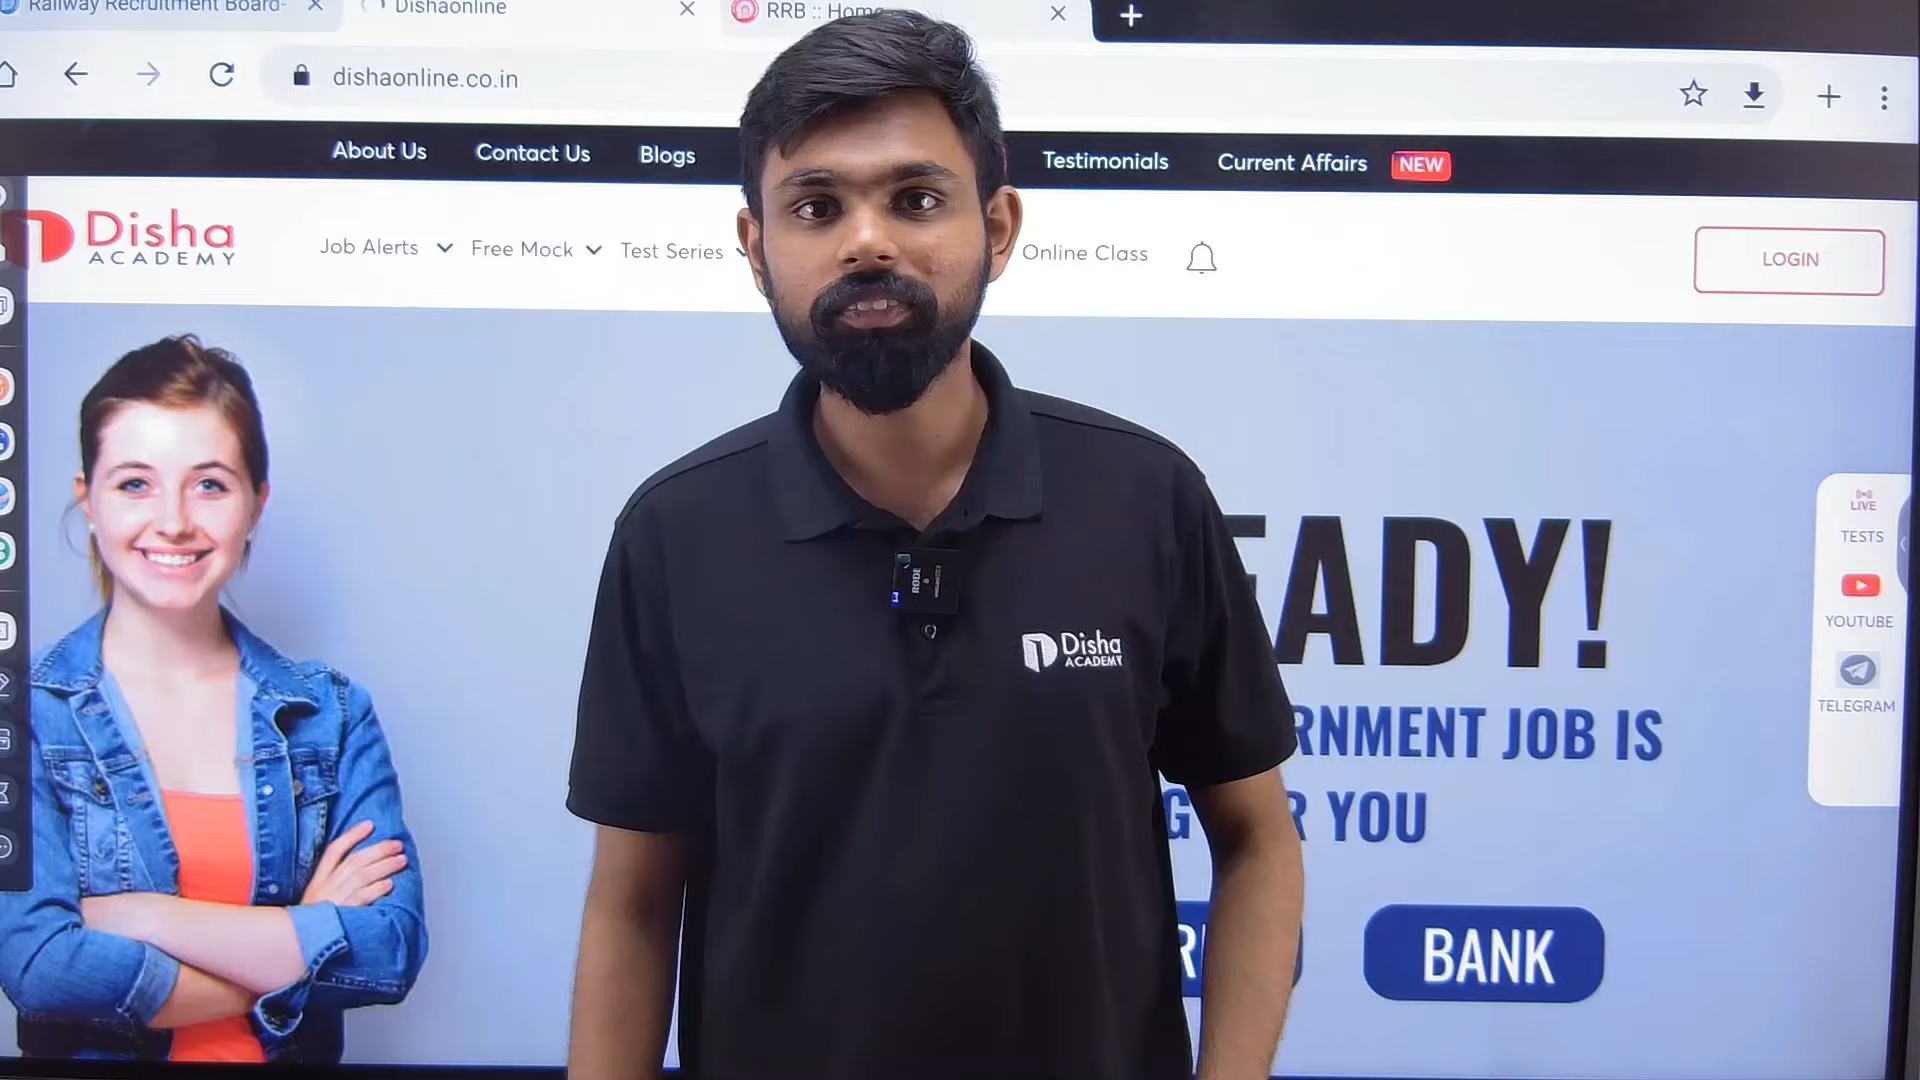 Railway Recruitment Board-
Dishaonline
RRB :: Home
dishaonline.co.in
About Us
Contact Us
Blogs
Testimonials
Current Affairs
NEW
Disha
ACADEMY
Job Alerts
Free Mock
Test Series
Online Class
LOGIN
EADY!
RNMENT JOB IS
G R YOU
BANK
LIVE
TESTS
YOUTUBE
TELEGRAM
RODE
Disha
ACADEMY